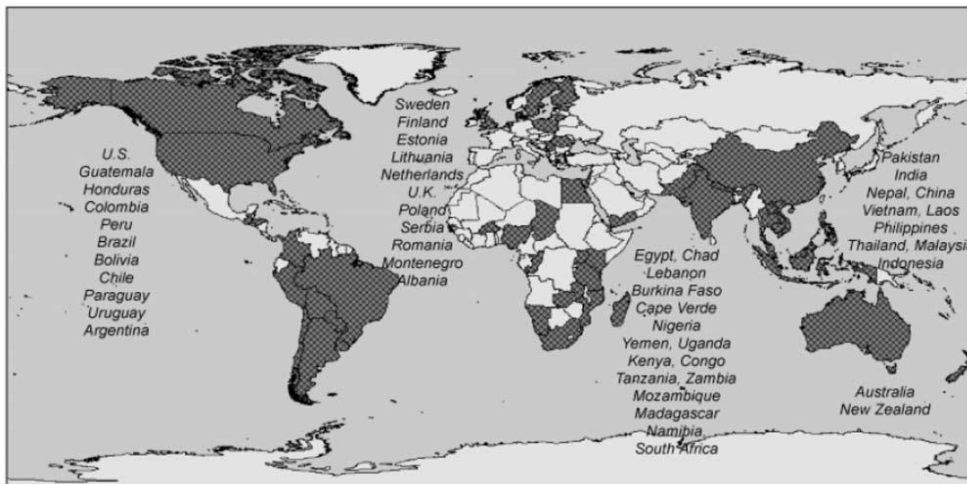 U.S.
Guatemala
Honduras
Colombia
Peru
Brazil
Bolivia
Chile
Paraguay
Uruguay
Argentina
Sweden
Finland
Estonia
Lithuania
Netherlands
U.K.
Poland
Serbia
Romania
Montenegro
Albania
Egypt, Chad
Lebanon
Burkina Faso
Cape Verde
Nigeria
Yemen, Uganda
Kenya, Congo
Tanzania, Zambia
Mozambique
Madagascar
Namibia
South Africa
Pakistan
India
Nepal, China
Vietnam, Laos
Philippines
Thailand, Malaysi
Indonesia
Australia
New Zealand